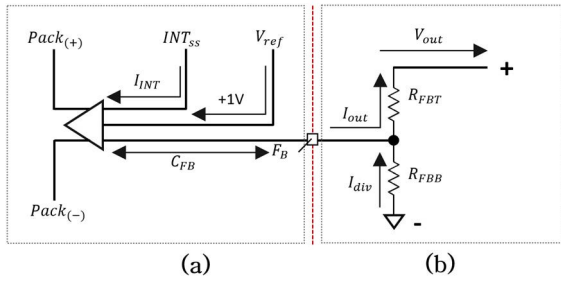 Pack(+)
INTss
Vref
IINT
+1V
CFB
FB
Pack(−)
Vout
+
Iout
RFBT
Idiv
RFBB
-
(a)
(b)